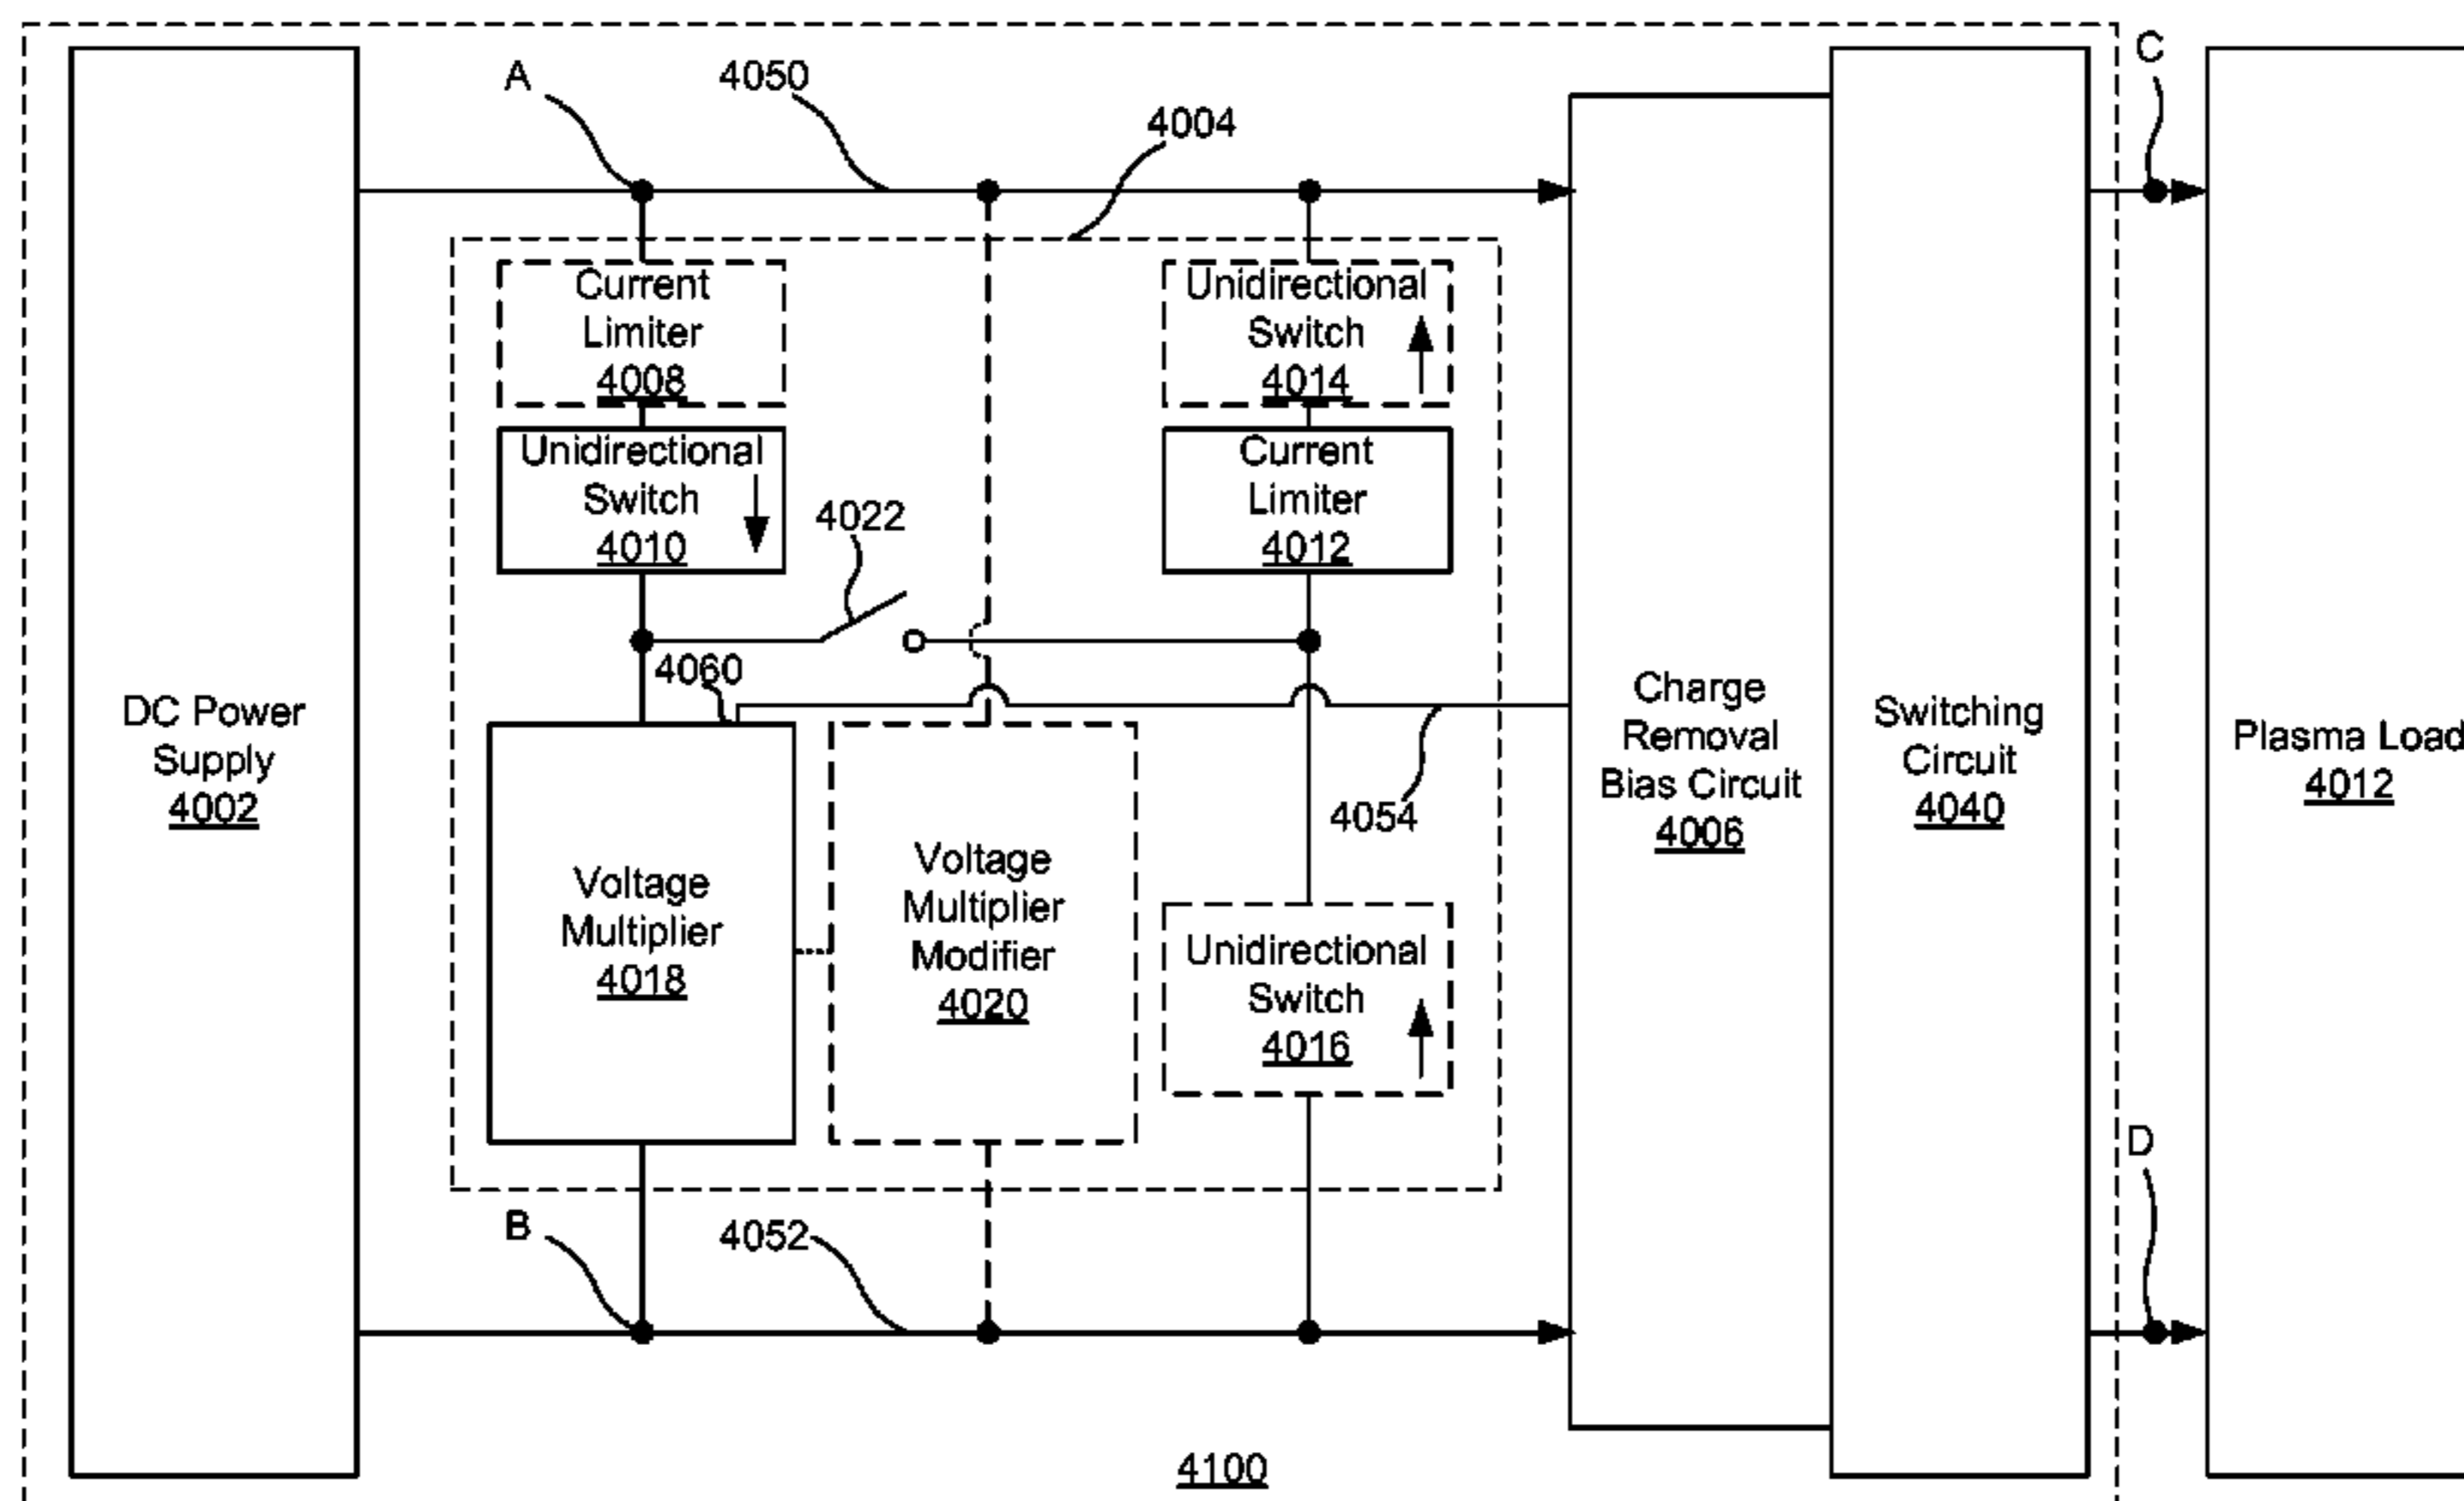 A
4050
4004
C
Current
Limiter
4008
Unidirectional
Switch
4014
Unidirectional
Switch
4010
Current
Limiter
4012
4022
4060
DC Power
Supply
4002
Charge
Removal
Bias Circuit
4006
Switching
Circuit
4040
Plasma Load
4012
4054
Voltage
Multiplier
4018
Voltage
Multiplier
Modifier
4020
Unidirectional
Switch
4016
B
4052
D
4100